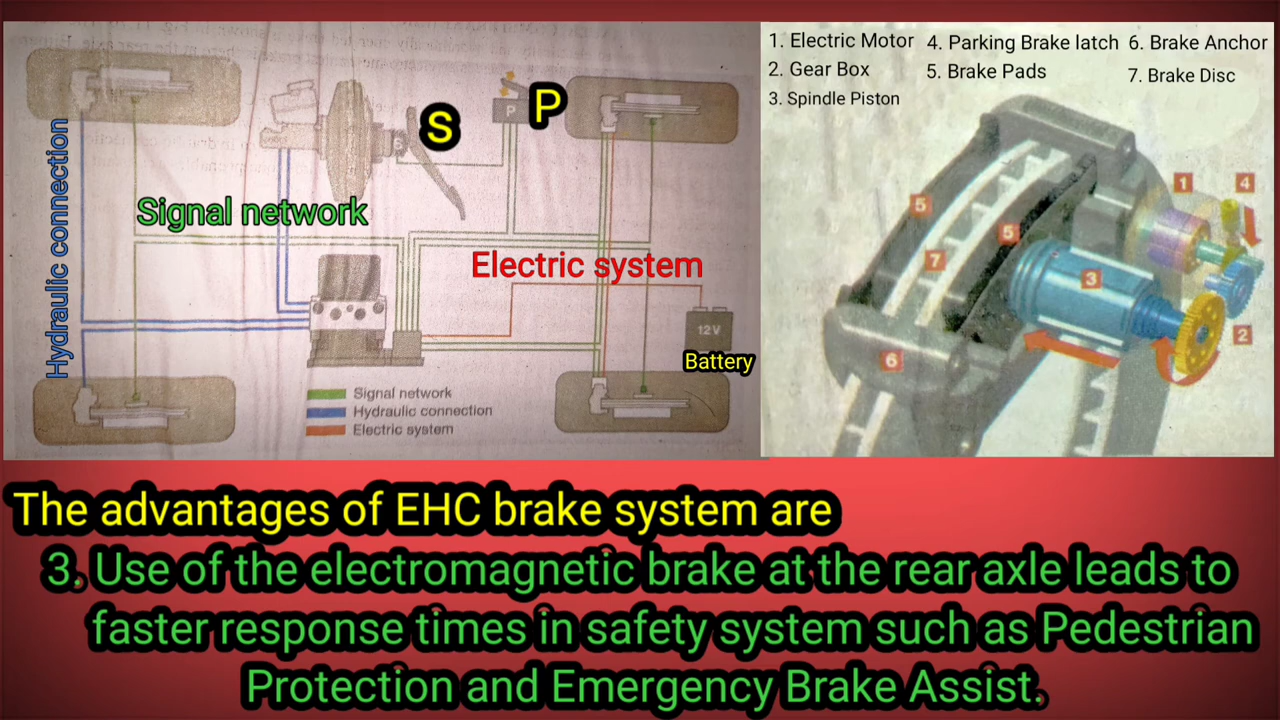 1. Electric Motor
4. Parking Brake latch
6. Brake Anchor
2. Gear Box
5. Brake Pads
7. Brake Disc
3. Spindle Piston
S
P
P
Hydraulic connection
Signal network
Electric system
12V
Battery
Signal network
Hydraulic connection
Electric system
1
4
5
5
7
3
2
6
The advantages of EHC brake system are
3. Use of the electromagnetic brake at the rear axle leads to
faster response times in safety system such as Pedestrian
Protection and Emergency Brake Assist.